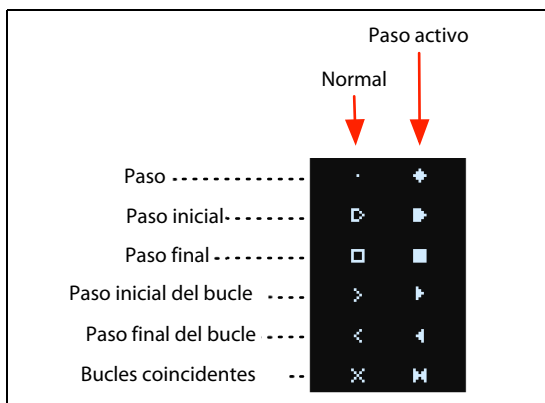 Paso activo
Normal
Paso
Paso inicial
Paso final
Paso inicial del bucle
Paso final del bucle
Bucles coincidentes